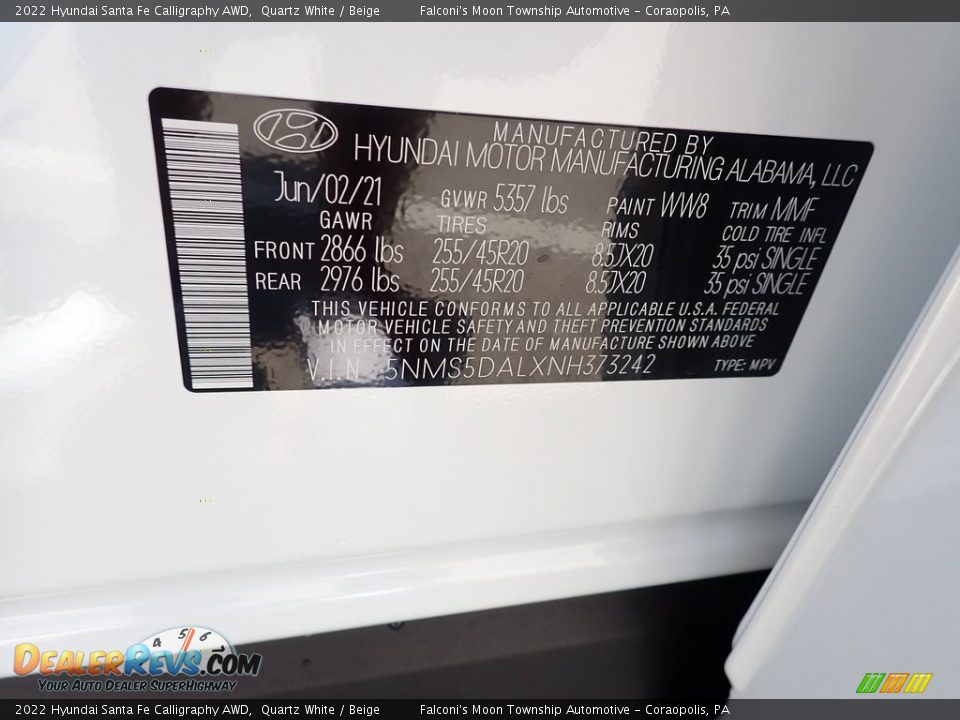 2022 Hyundai Santa Fe Calligraphy AWD, Quartz White / Beige Falconi's Moon Township Automotive - Coraopolis, PA
MANUFACTURED BY
HYUNDAI MOTOR MANUFACTURING ALABAMA, LLC
Jun/02/21 GVWR 5357 lbs PAINT WW8 TRIM MMF
GAWR TIRES RIMS COLD TIRE INFL
FRONT 2866 lbs 255/45R20 8.5JX20 35 psi SINGLE
REAR 2976 lbs 255/45R20 8.5JX20 35 psi SINGLE
THIS VEHICLE CONFORMS TO ALL APPLICABLE U.S.A. FEDERAL
MOTOR VEHICLE SAFETY AND THEFT PREVENTION STANDARDS
IN EFFECT ON THE DATE OF MANUFACTURE SHOWN ABOVE
V.I.N. 5NMS5DALXNH373242 TYPE: MPV
4 5 6 7
DEALERREVS.COM
YOUR AUTO DEALER SUPERHIGHWAY
2022 Hyundai Santa Fe Calligraphy AWD, Quartz White / Beige Falconi's Moon Township Automotive - Coraopolis, PA